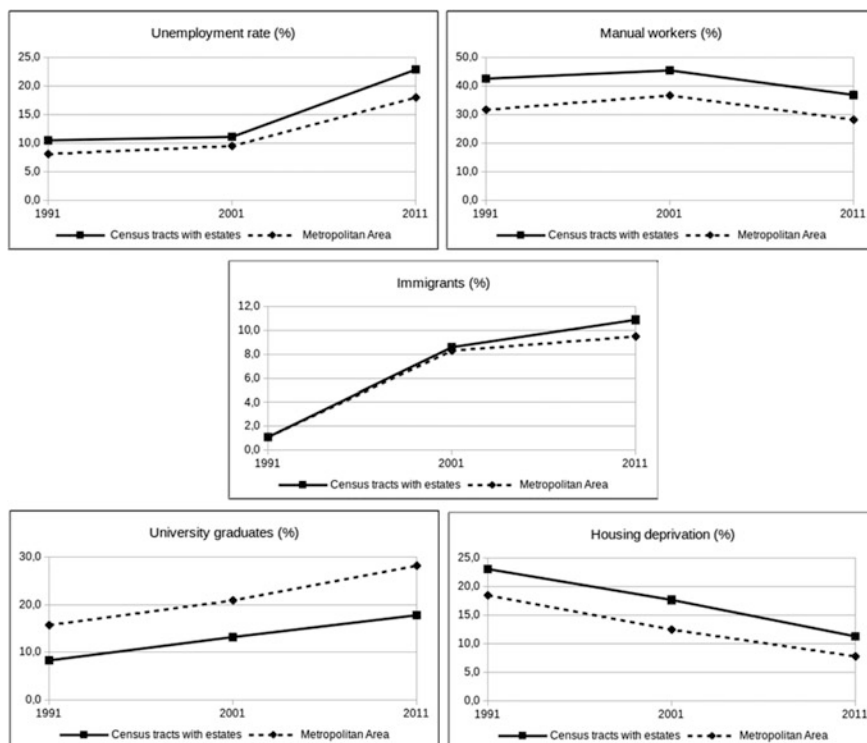 Unemployment rate (%)
25,0
20,0
15,0
10,0
5,0
0,0
1991 2001 2011
Census tracts with estates Metropolitan Area
Manual workers (%)
50,0
40,0
30,0
20,0
10,0
0,0
1991 2001 2011
Census tracts with estates Metropolitan Area
Immigrants (%)
12,0
10,0
8,0
6,0
4,0
2,0
0,0
1991 2001 2011
Census tracts with estates Metropolitan Area
University graduates (%)
30,0
20,0
10,0
0,0
1991 2001 2011
Census tracts with estates Metropolitan Area
Housing deprivation (%)
25,0
20,0
15,0
10,0
5,0
0,0
1991 2001 2011
Census tracts with estates Metropolitan Area